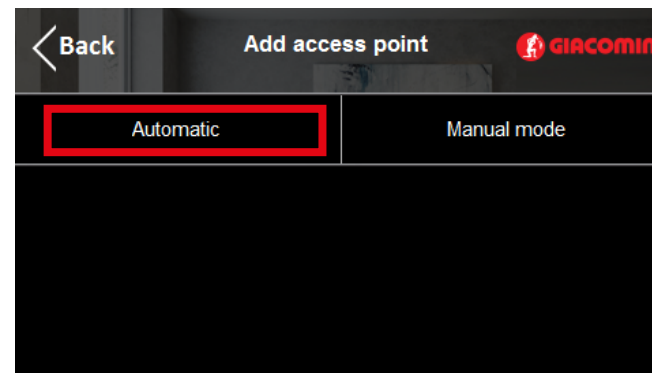 Back
Add access point
GIACOMIN
Automatic
Manual mode